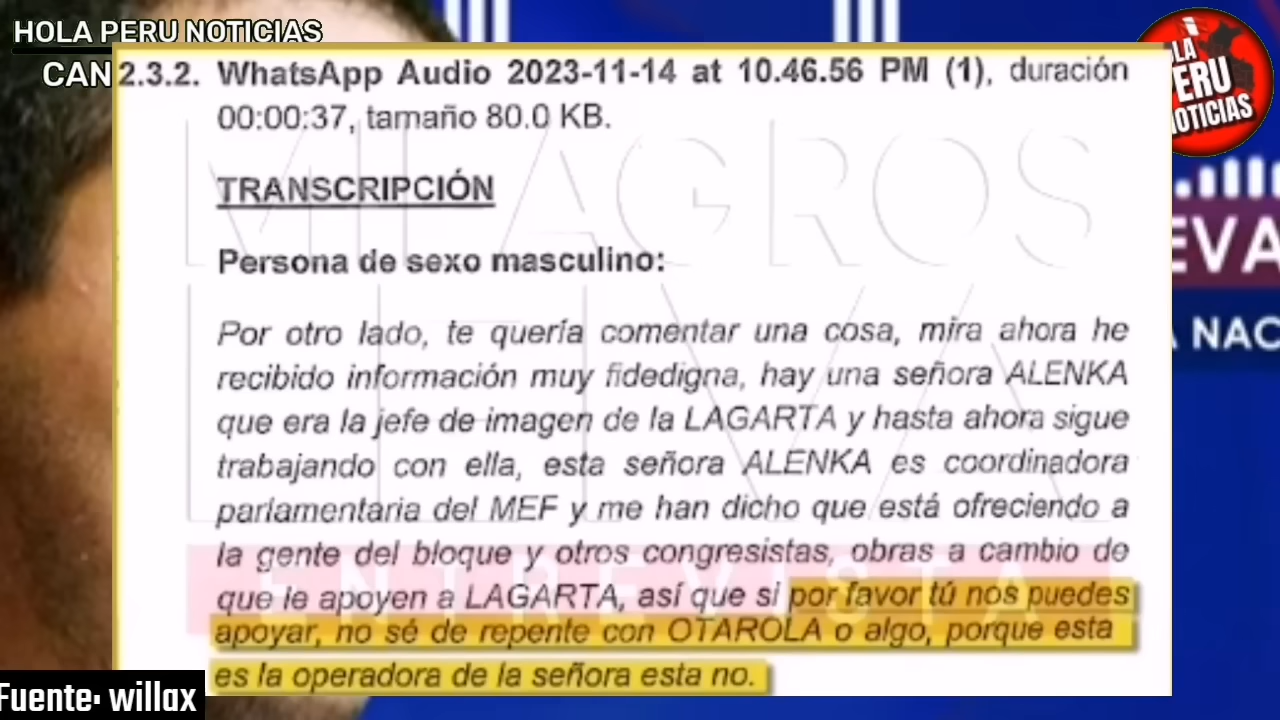 HOLA PERU NOTICIAS
CAN
2.3.2. WhatsApp Audio 2023-11-14 at 10.46.56 PM (1), duración
00:00:37, tamaño 80.0 KB.
TRANSCRIPCIÓN
Persona de sexo masculino:
Por otro lado, te quería comentar una cosa, mira ahora he
recibido información muy fidedigna, hay una señora ALENKA
que era la jefe de imagen de la LAGARTA y hasta ahora sigue
trabajando con ella, esta señora ALENKA es coordinadora
parlamentaria del MEF y me han dicho que está ofreciendo a
la gente del bloque y otros congresistas, obras a cambio de
que le apoyen a LAGARTA, así que si por favor tú nos puedes
apoyar, no sé de repente con OTAROLA o algo, porque esta
es la operadora de la señora esta no.
MILAGROS
LEIVA
ENTREVISTA
LA
PERU
NOTICIAS
EVA
NAC
Fuente: willax